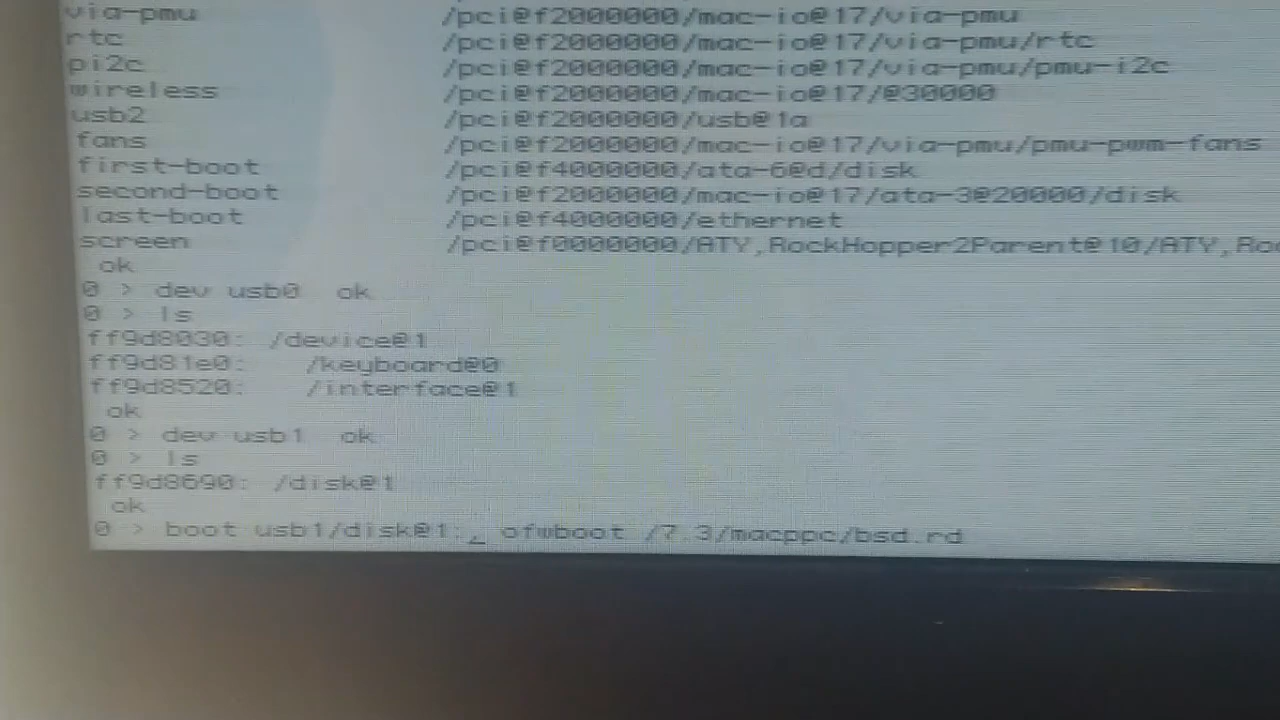 via-pmu /pci@f2000000/mac-io@17/via-pmu
rtc /pci@f2000000/mac-io@17/via-pmu/rtc
pi2c /pci@f2000000/mac-io@17/via-pmu/pmu-i2c
wireless /pci@f2000000/mac-io@17/@30000
usb2 /pci@f2000000/usb@1a
fans /pci@f2000000/mac-io@17/via-pmu/pmu-pwm-fans
first-boot /pci@f4000000/ata-6@d/disk
second-boot /pci@f2000000/mac-io@17/ata-3@20000/disk
last-boot /pci@f4000000/ethernet
screen /pci@f0000000/ATY,RockHopper2Parent@10/ATY,Roc
ok
0 > dev usb0 ok
0 > ls
ff9d8030: /device@1
ff9d81e0: /keyboard@0
ff9d8520: /interface@1
ok
0 > dev usb1 ok
0 > ls
ff9d8690: /disk@1
ok
0 > boot usb1/disk@1:,_ ofwboot /7.3/macppc/bsd.rd